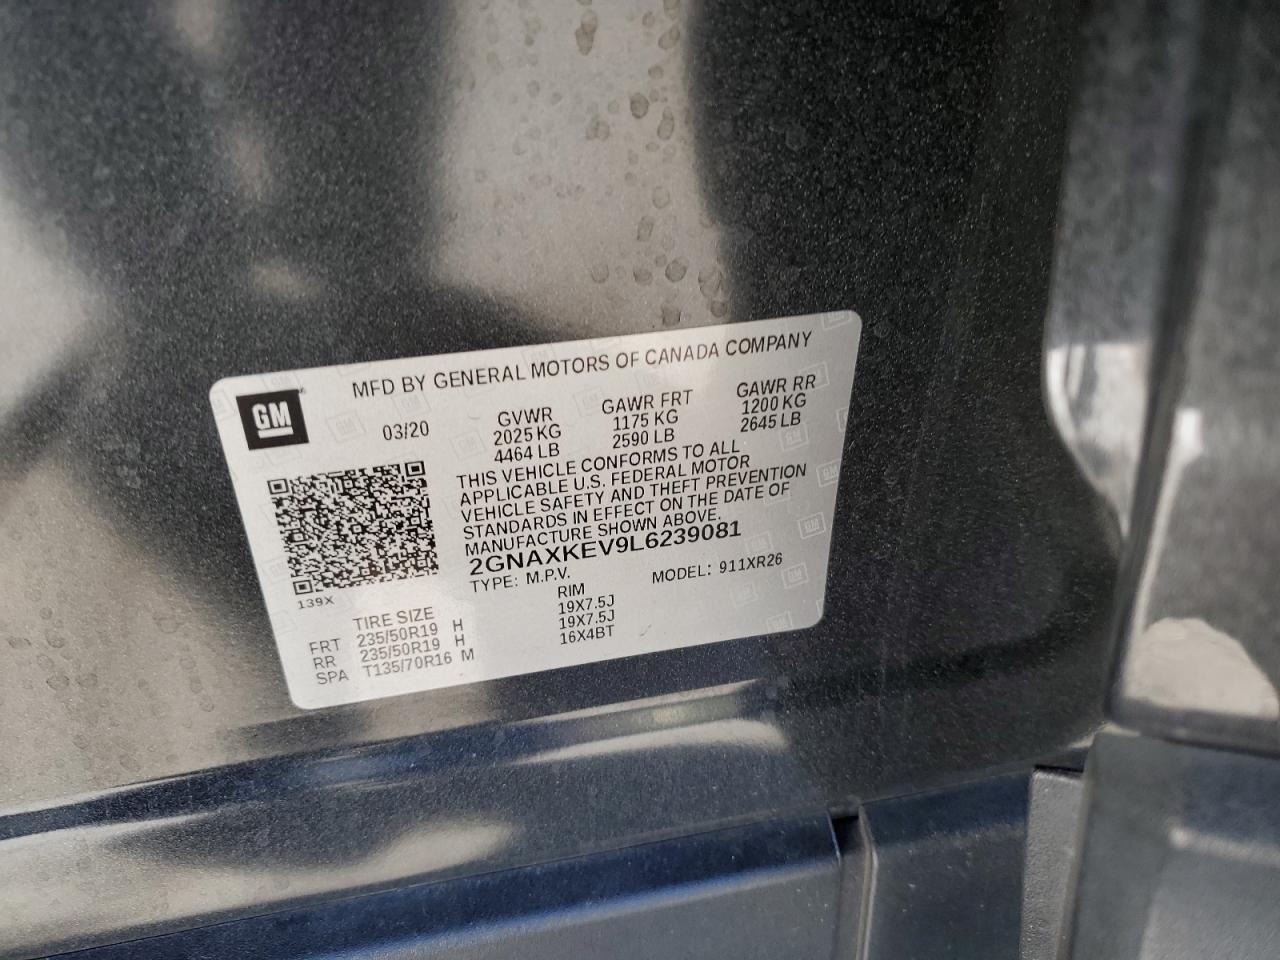 MFD BY GENERAL MOTORS OF CANADA COMPANY
GM
03/20
GVWR GAWR FRT GAWR RR
2025 KG 1175 KG 1200 KG
4464 LB 2590 LB 2645 LB
THIS VEHICLE CONFORMS TO ALL
APPLICABLE U.S. FEDERAL MOTOR
VEHICLE SAFETY AND THEFT PREVENTION
STANDARDS IN EFFECT ON THE DATE OF
MANUFACTURE SHOWN ABOVE.
2GNAXKEV9L6239081
TYPE: M.P.V. MODEL: 911XR26
139X
TIRE SIZE RIM
FRT 235/50R19 H 19X7.5J
RR 235/50R19 H 19X7.5J
SPA T135/70R16 M 16X4BT